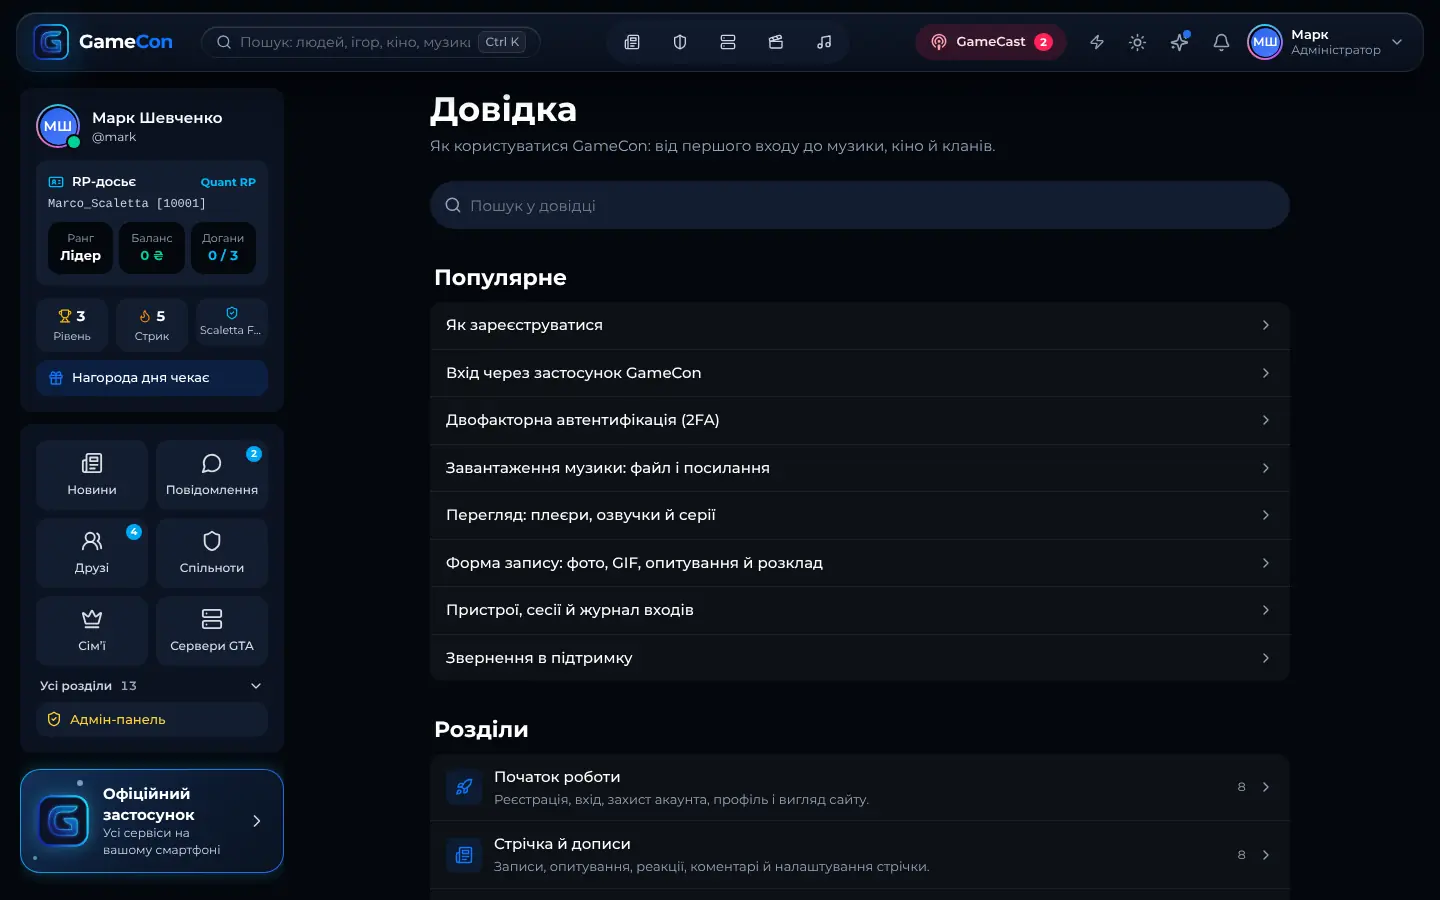 GameCon
Пошук: людей, ігор, кіно, музики
Ctrl K
GameCast 2
МШ
Марк
Адміністратор
МШ
Марк Шевченко
@mark
RP-досьє
Quant RP
Marco_Scaletta [10001]
Ранг
Лідер
Баланс
0 ₴
Догани
0 / 3
3
Рівень
5
Стрик
Scaletta F...
Нагорода дня чекає
Новини
Повідомлення
2
Друзі
4
Спільноти
Сім'ї
Сервери GTA
Усі розділи 13
Адмін-панель
Офіційний
застосунок
Усі сервіси на
вашому смартфоні
Довідка
Як користуватися GameCon: від першого входу до музики, кіно й кланів.
Пошук у довідці
Популярне
Як зареєструватися
Вхід через застосунок GameCon
Двофакторна автентифікація (2FA)
Завантаження музики: файл і посилання
Перегляд: плеєри, озвучки й серії
Форма запису: фото, GIF, опитування й розклад
Пристрої, сесії й журнал входів
Звернення в підтримку
Розділи
Початок роботи
Реєстрація, вхід, захист акаунта, профіль і вигляд сайту.
8
Стрічка й дописи
Записи, опитування, реакції, коментарі й налаштування стрічки.
8